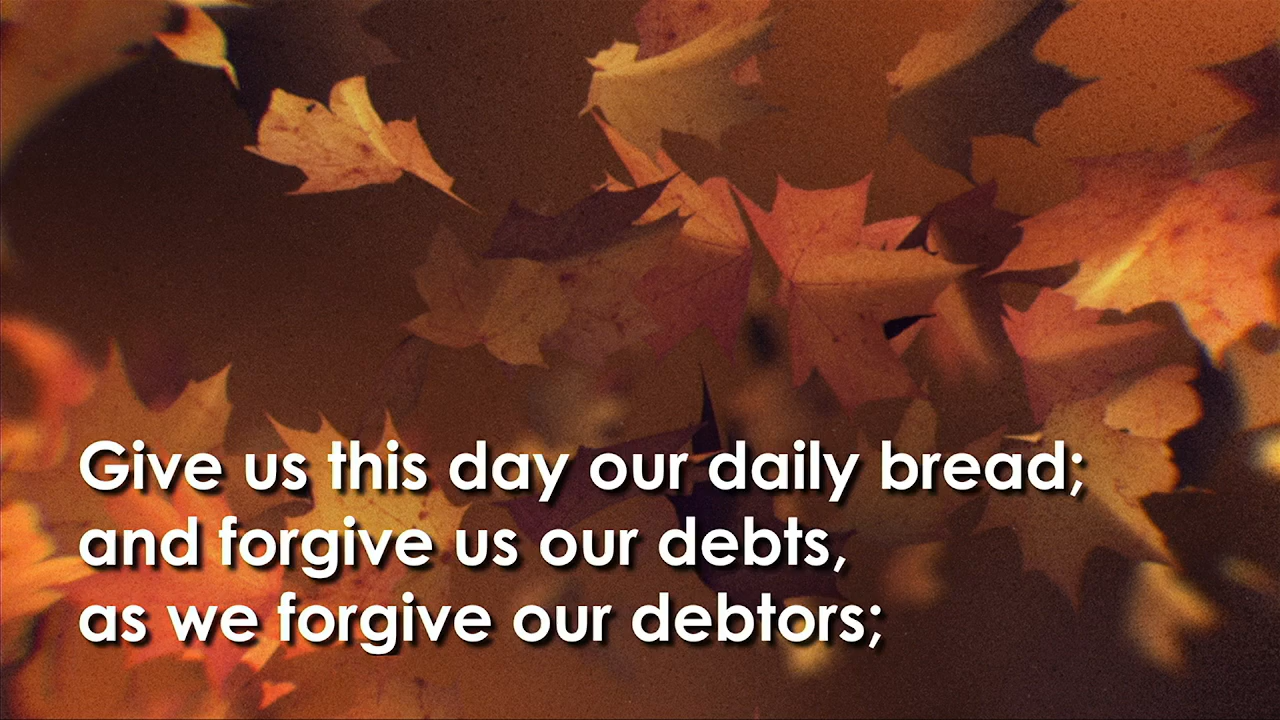 Give us this day our daily bread;
and forgive us our debts,
as we forgive our debtors;